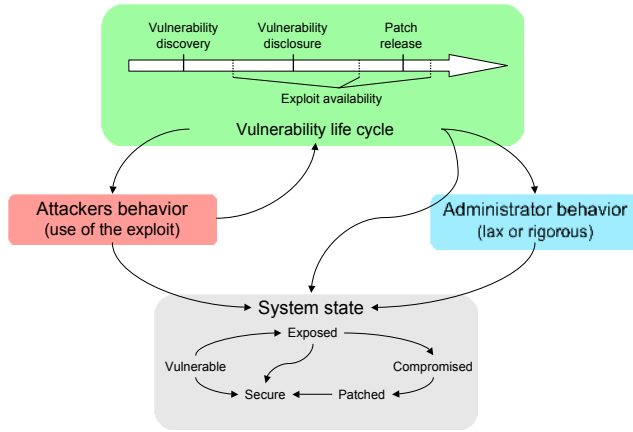 Vulnerability
discovery
Vulnerability
disclosure
Patch
release
Exploit availability
Vulnerability life cycle
Attackers behavior
(use of the exploit)
Administrator behavior
(lax or rigorous)
System state
Exposed
Vulnerable
Compromised
Secure
Patched